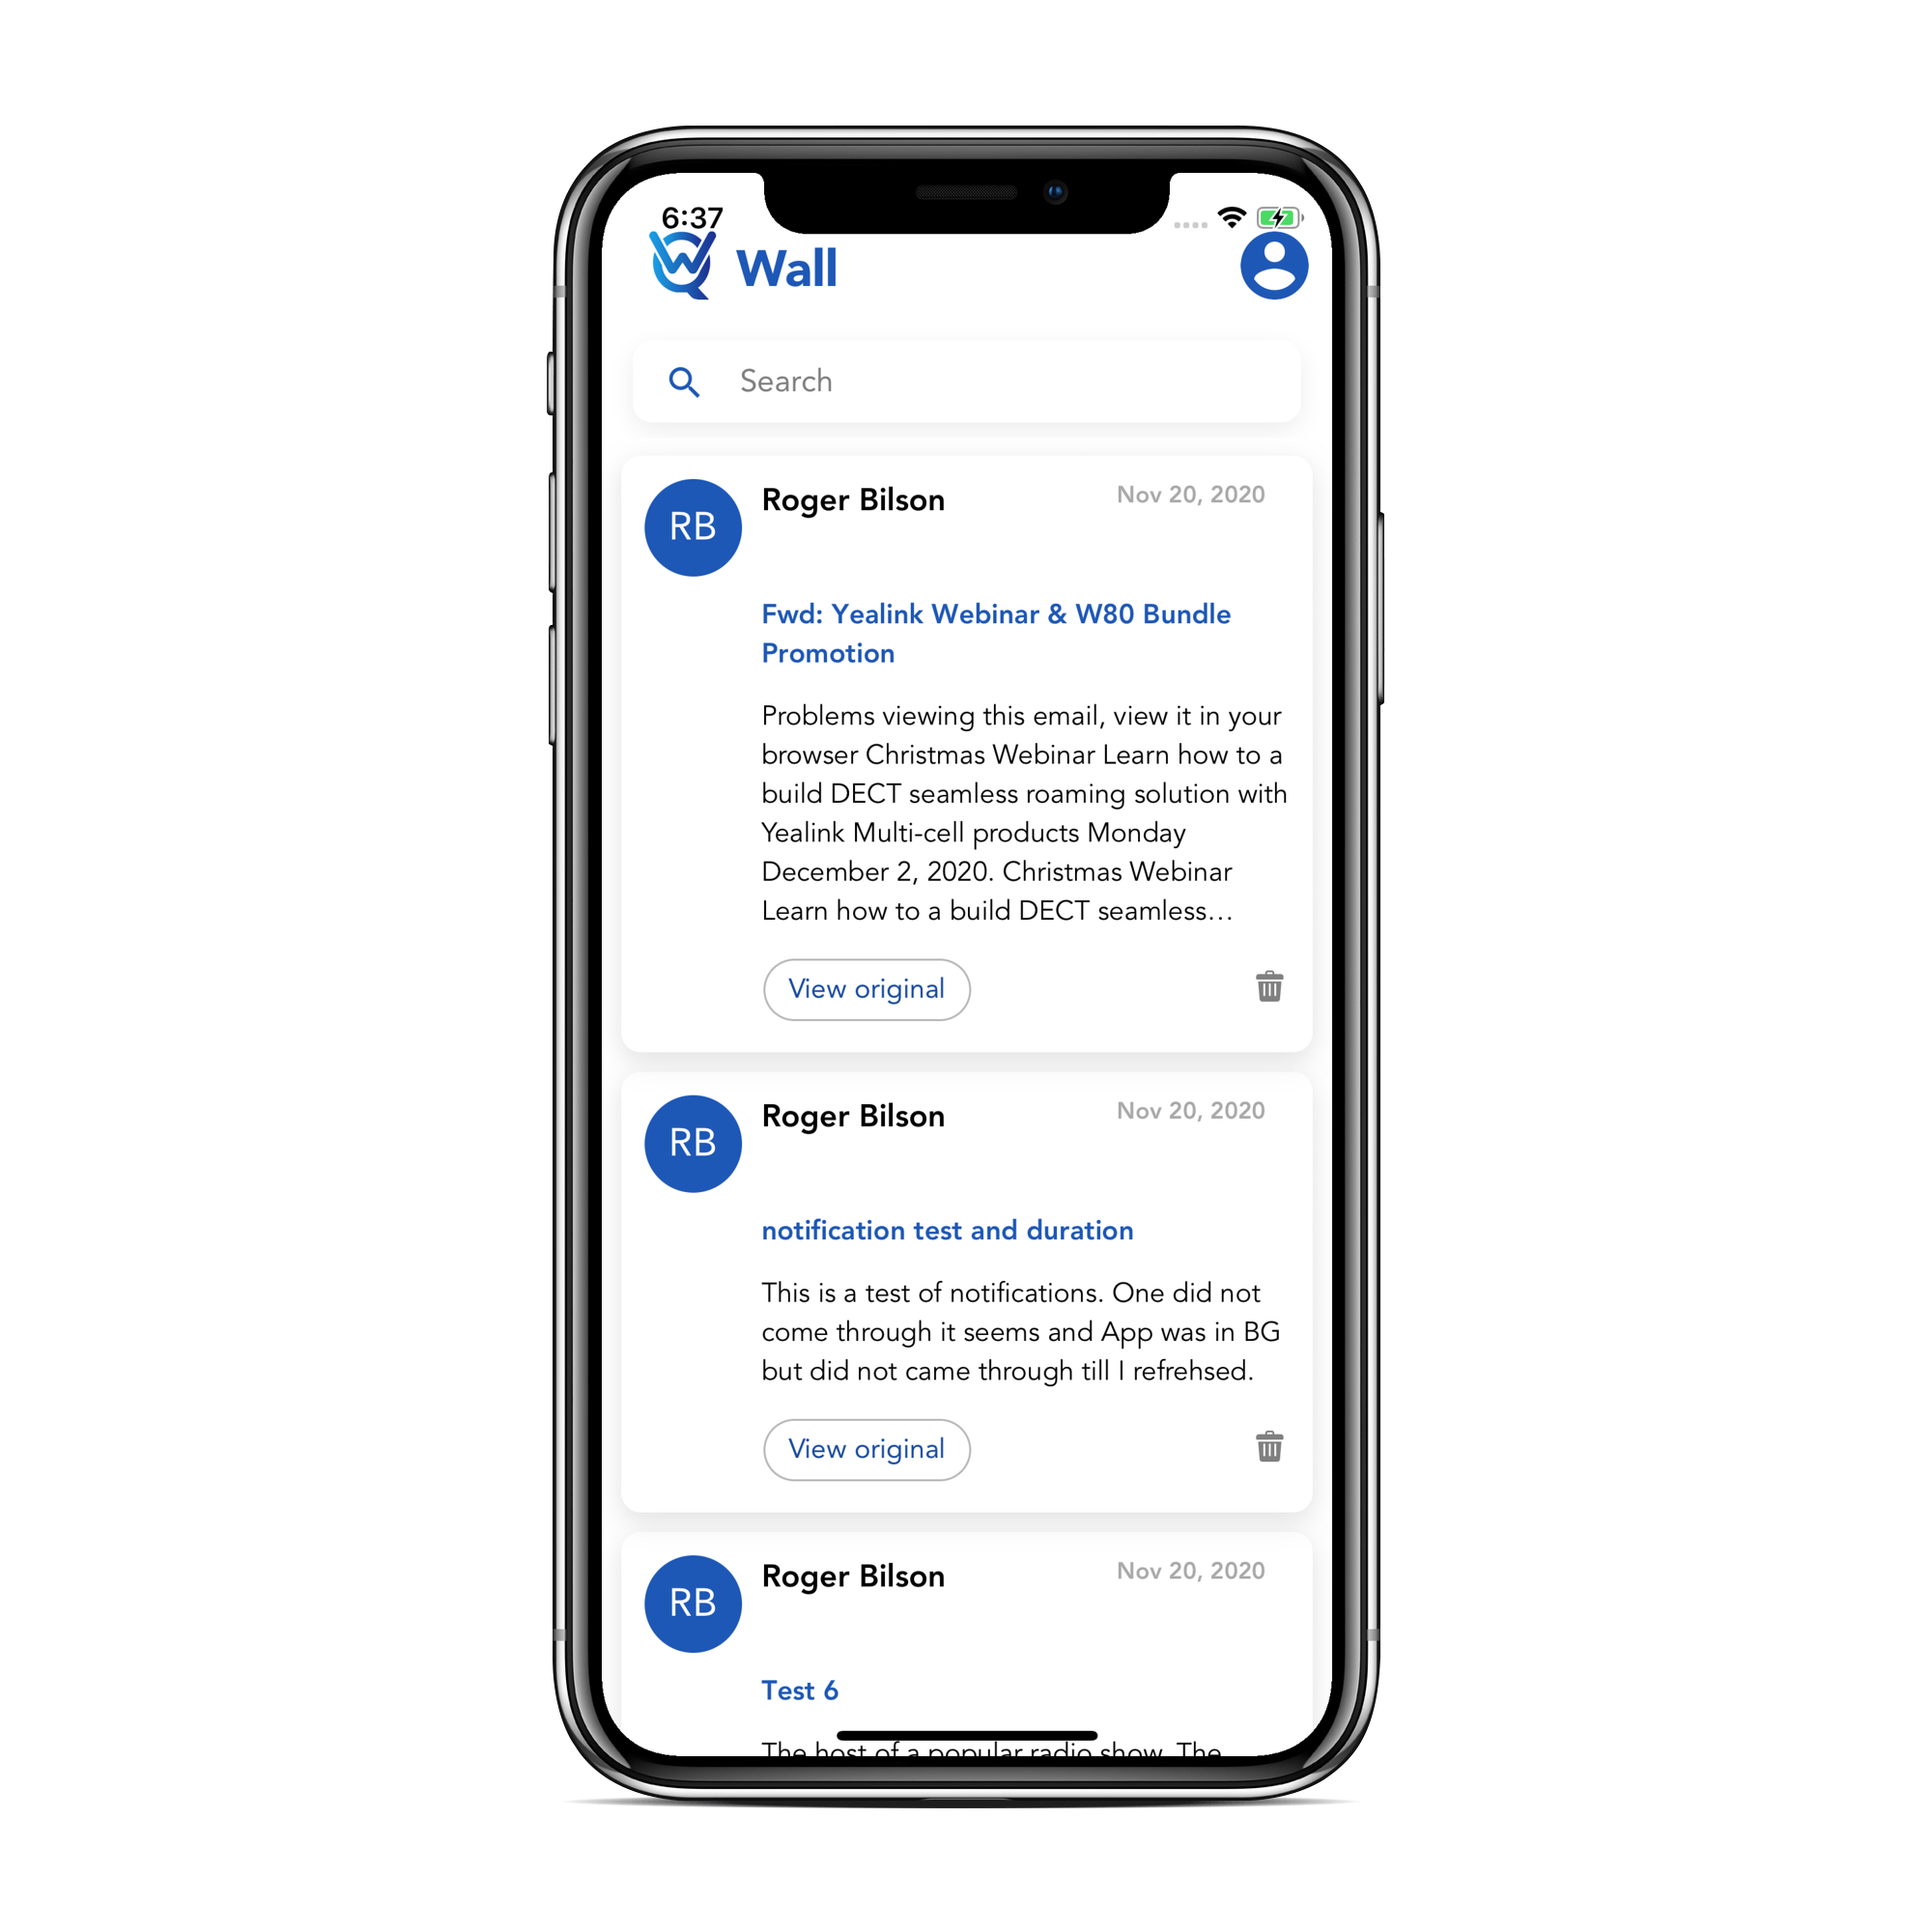 6:37
Wall
Search
RB
Roger Bilson
Nov 20, 2020
Fwd: Yealink Webinar & W80 Bundle
Promotion
Problems viewing this email, view it in your
browser Christmas Webinar Learn how to a
build DECT seamless roaming solution with
Yealink Multi-cell products Monday
December 2, 2020. Christmas Webinar
Learn how to a build DECT seamless...
View original
RB
Roger Bilson
Nov 20, 2020
notification test and duration
This is a test of notifications. One did not
come through it seems and App was in BG
but did not came through till I refrehsed.
View original
RB
Roger Bilson
Nov 20, 2020
Test 6
The host of a popular radio show. The